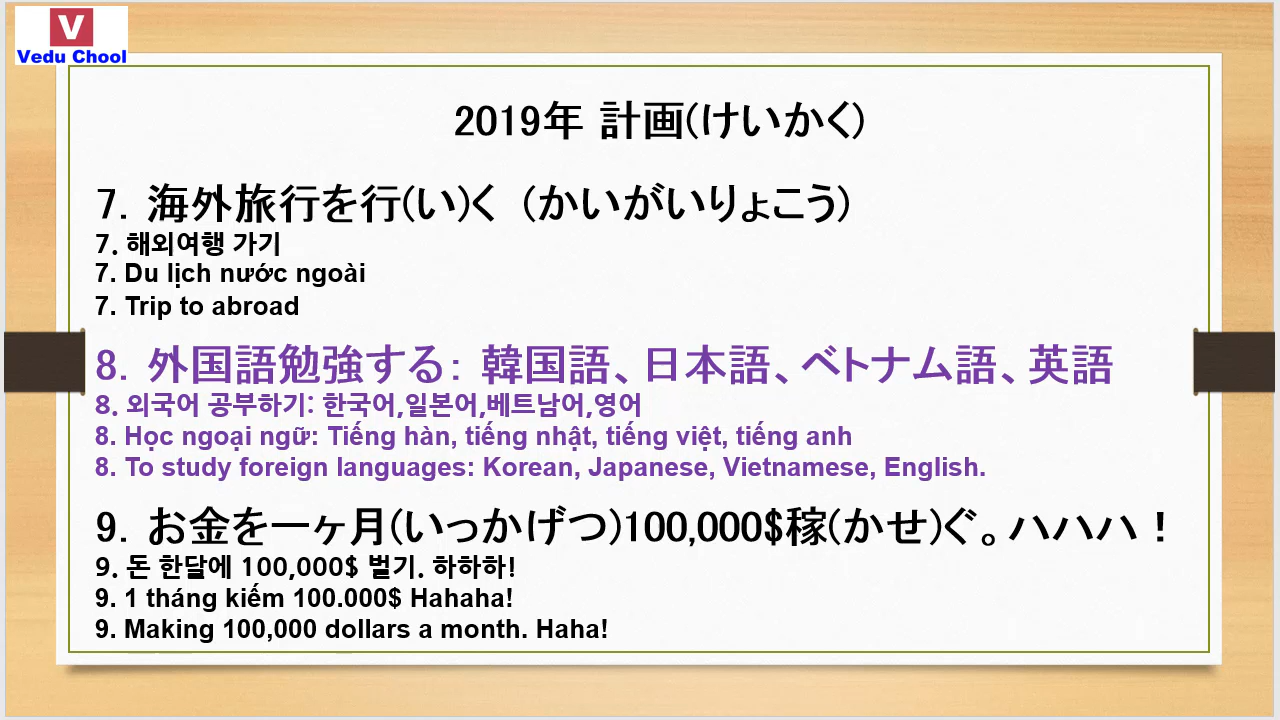 V
Vedu Chool
2019年 計画(けいかく)
7. 海外旅行を行(い)く (かいがいりょこう)
7. 해외여행 가기
7. Du lịch nước ngoài
7. Trip to abroad
8. 外国語勉強する: 韓国語、日本語、ベトナム語、英語
8. 외국어 공부하기: 한국어,일본어,베트남어,영어
8. Học ngoại ngữ: Tiếng hàn, tiếng nhật, tiếng việt, tiếng anh
8. To study foreign languages: Korean, Japanese, Vietnamese, English.
9. お金を一ヶ月(いっかげつ)100,000$稼(かせ)ぐ。ハハハ！
9. 돈 한달에 100,000$ 벌기. 하하하!
9. 1 tháng kiếm 100.000$ Hahaha!
9. Making 100,000 dollars a month. Haha!